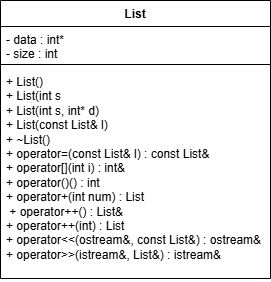 List
- data : int*
- size : int
+ List()
+ List(int s
+ List(int s, int* d)
+ List(const List& l)
+ ~List()
+ operator=(const List& l) : const List&
+ operator[](int i) : int&
+ operator()() : int
+ operator+(int num) : List
+ operator++() : List&
+ operator++(int) : List
+ operator<<(ostream&, const List&) : ostream&
+ operator>>(istream&, List&) : istream&